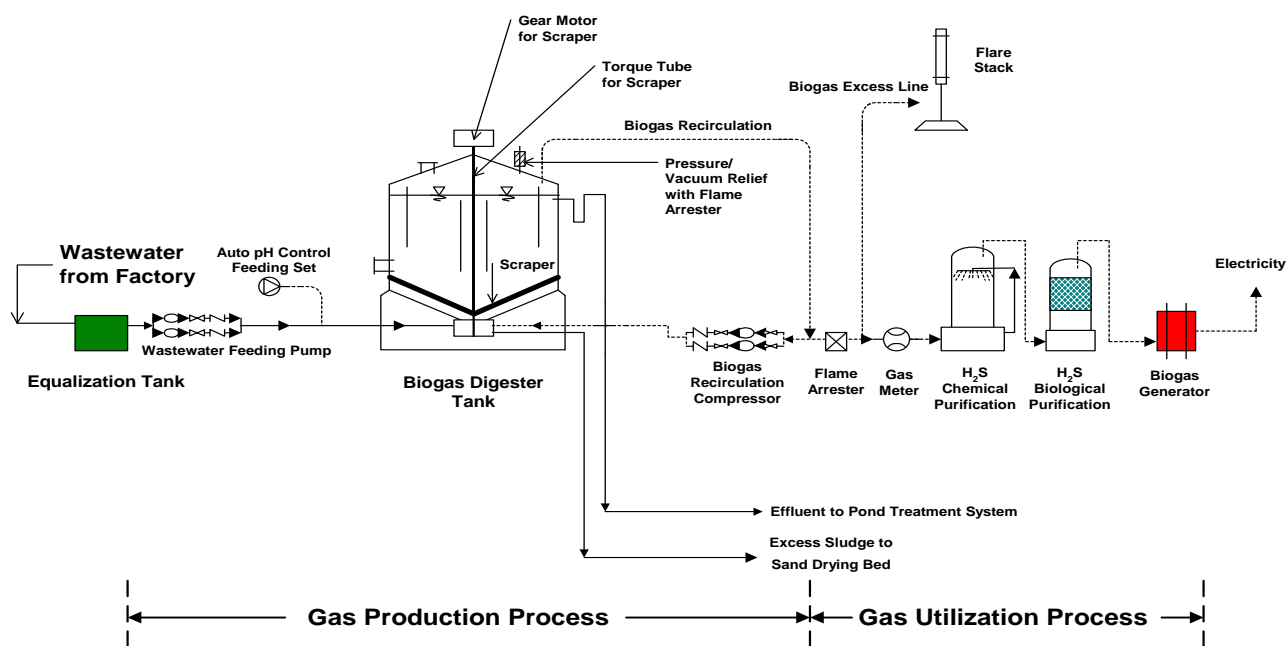 Gear Motor
for Scraper
Torque Tube
for Scraper
Flare
Stack
Biogas Excess Line
Biogas Recirculation
Pressure/
Vacuum Relief
with Flame
Arrester
Wastewater
from Factory
Auto pH Control
Feeding Set
Scraper
Electricity
Wastewater Feeding Pump
Equalization Tank
Biogas Digester
Tank
Biogas
Recirculation
Compressor
Flame
Arrester
Gas
Meter
H2S
Chemical
Purification
H2S
Biological
Purification
Biogas
Generator
Effluent to Pond Treatment System
Excess Sludge to
Sand Drying Bed
Gas Production Process
Gas Utilization Process